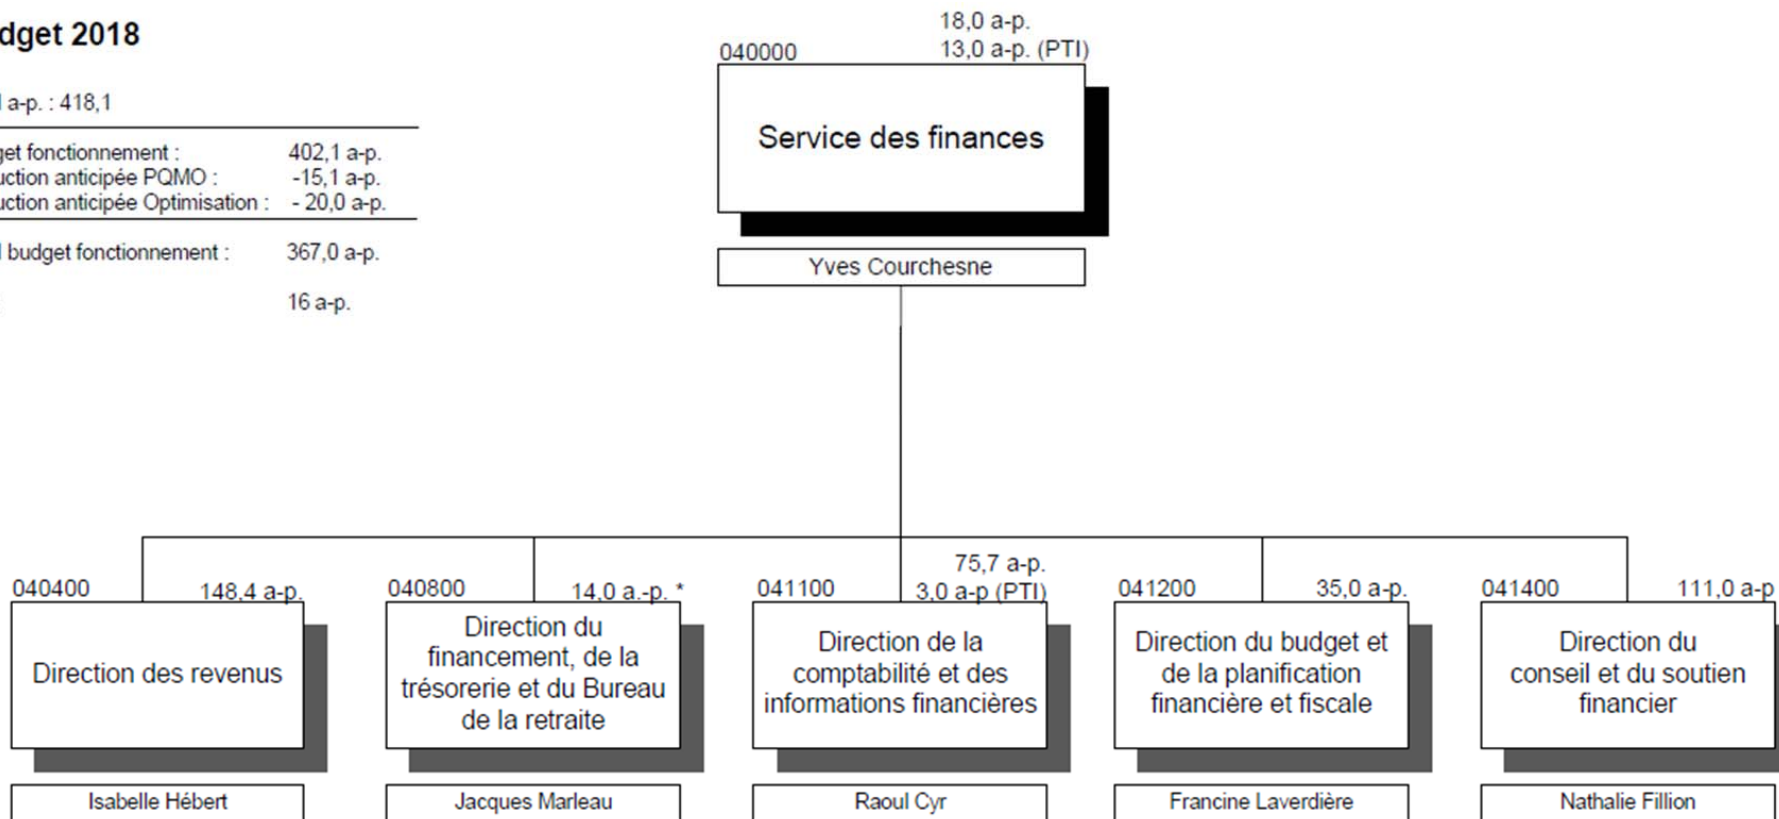 dget 2018
a-p. : 418,1
get fonctionnement : 402,1 a-p.
uction anticipée PQMO : -15,1 a-p.
uction anticipée Optimisation : - 20,0 a-p.
budget fonctionnement : 367,0 a-p.
16 a-p.
18,0 a-p.
040000 13,0 a-p. (PTI)
Service des finances
Yves Courchesne
040400 148,4 a-p.
Direction des revenus
Isabelle Hébert
040800 14,0 a.-p. *
Direction du
financement, de la
trésorerie et du Bureau
de la retraite
Jacques Marleau
75,7 a-p.
041100 3,0 a-p (PTI)
Direction de la
comptabilité et des
informations financières
Raoul Cyr
041200 35,0 a-p.
Direction du budget et
de la planification
financière et fiscale
Francine Laverdière
041400 111,0 a-p
Direction du
conseil et du soutien
financier
Nathalie Fillion